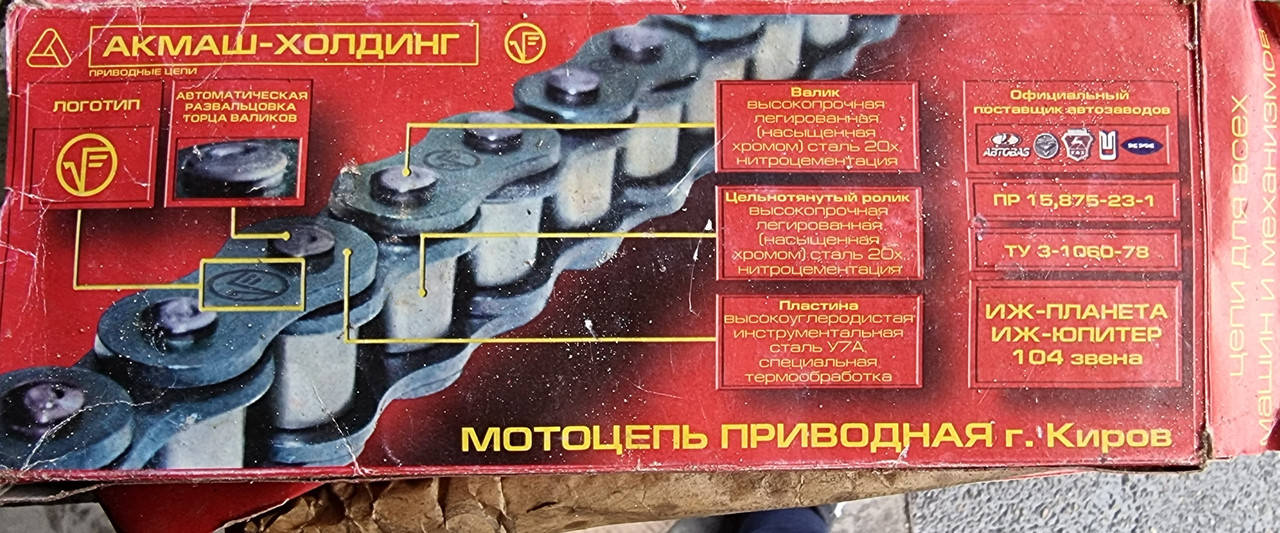 АКМАШ-ХОЛДИНГ
ПРИВОДНЫЕ ЦЕПИ
ЛОГОТИП
АВТОМАТИЧЕСКАЯ
РАЗВАЛЬЦОВКА
ТОРЦА ВАЛИКОВ
Валик
высокопрочная
легированная
(насыщенная
хромом) сталь 20х,
нитроцементация
Цельнотянутый ролик
высокопрочная
легированная
(насыщенная
хромом) сталь 20х,
нитроцементация
Пластина
высокоуглеродистая
инструментальная
сталь У7А,
специальная
термообработка
Официальный
поставщик автозаводов
АВТОВАЗ
ПР 15,875-23-1
ТУ 3-1060-78
ИЖ-ПЛАНЕТА
ИЖ-ЮПИТЕР
104 звена
МОТОЦЕПЬ ПРИВОДНАЯ г. Киров
цепи для всех
машин и механизмов